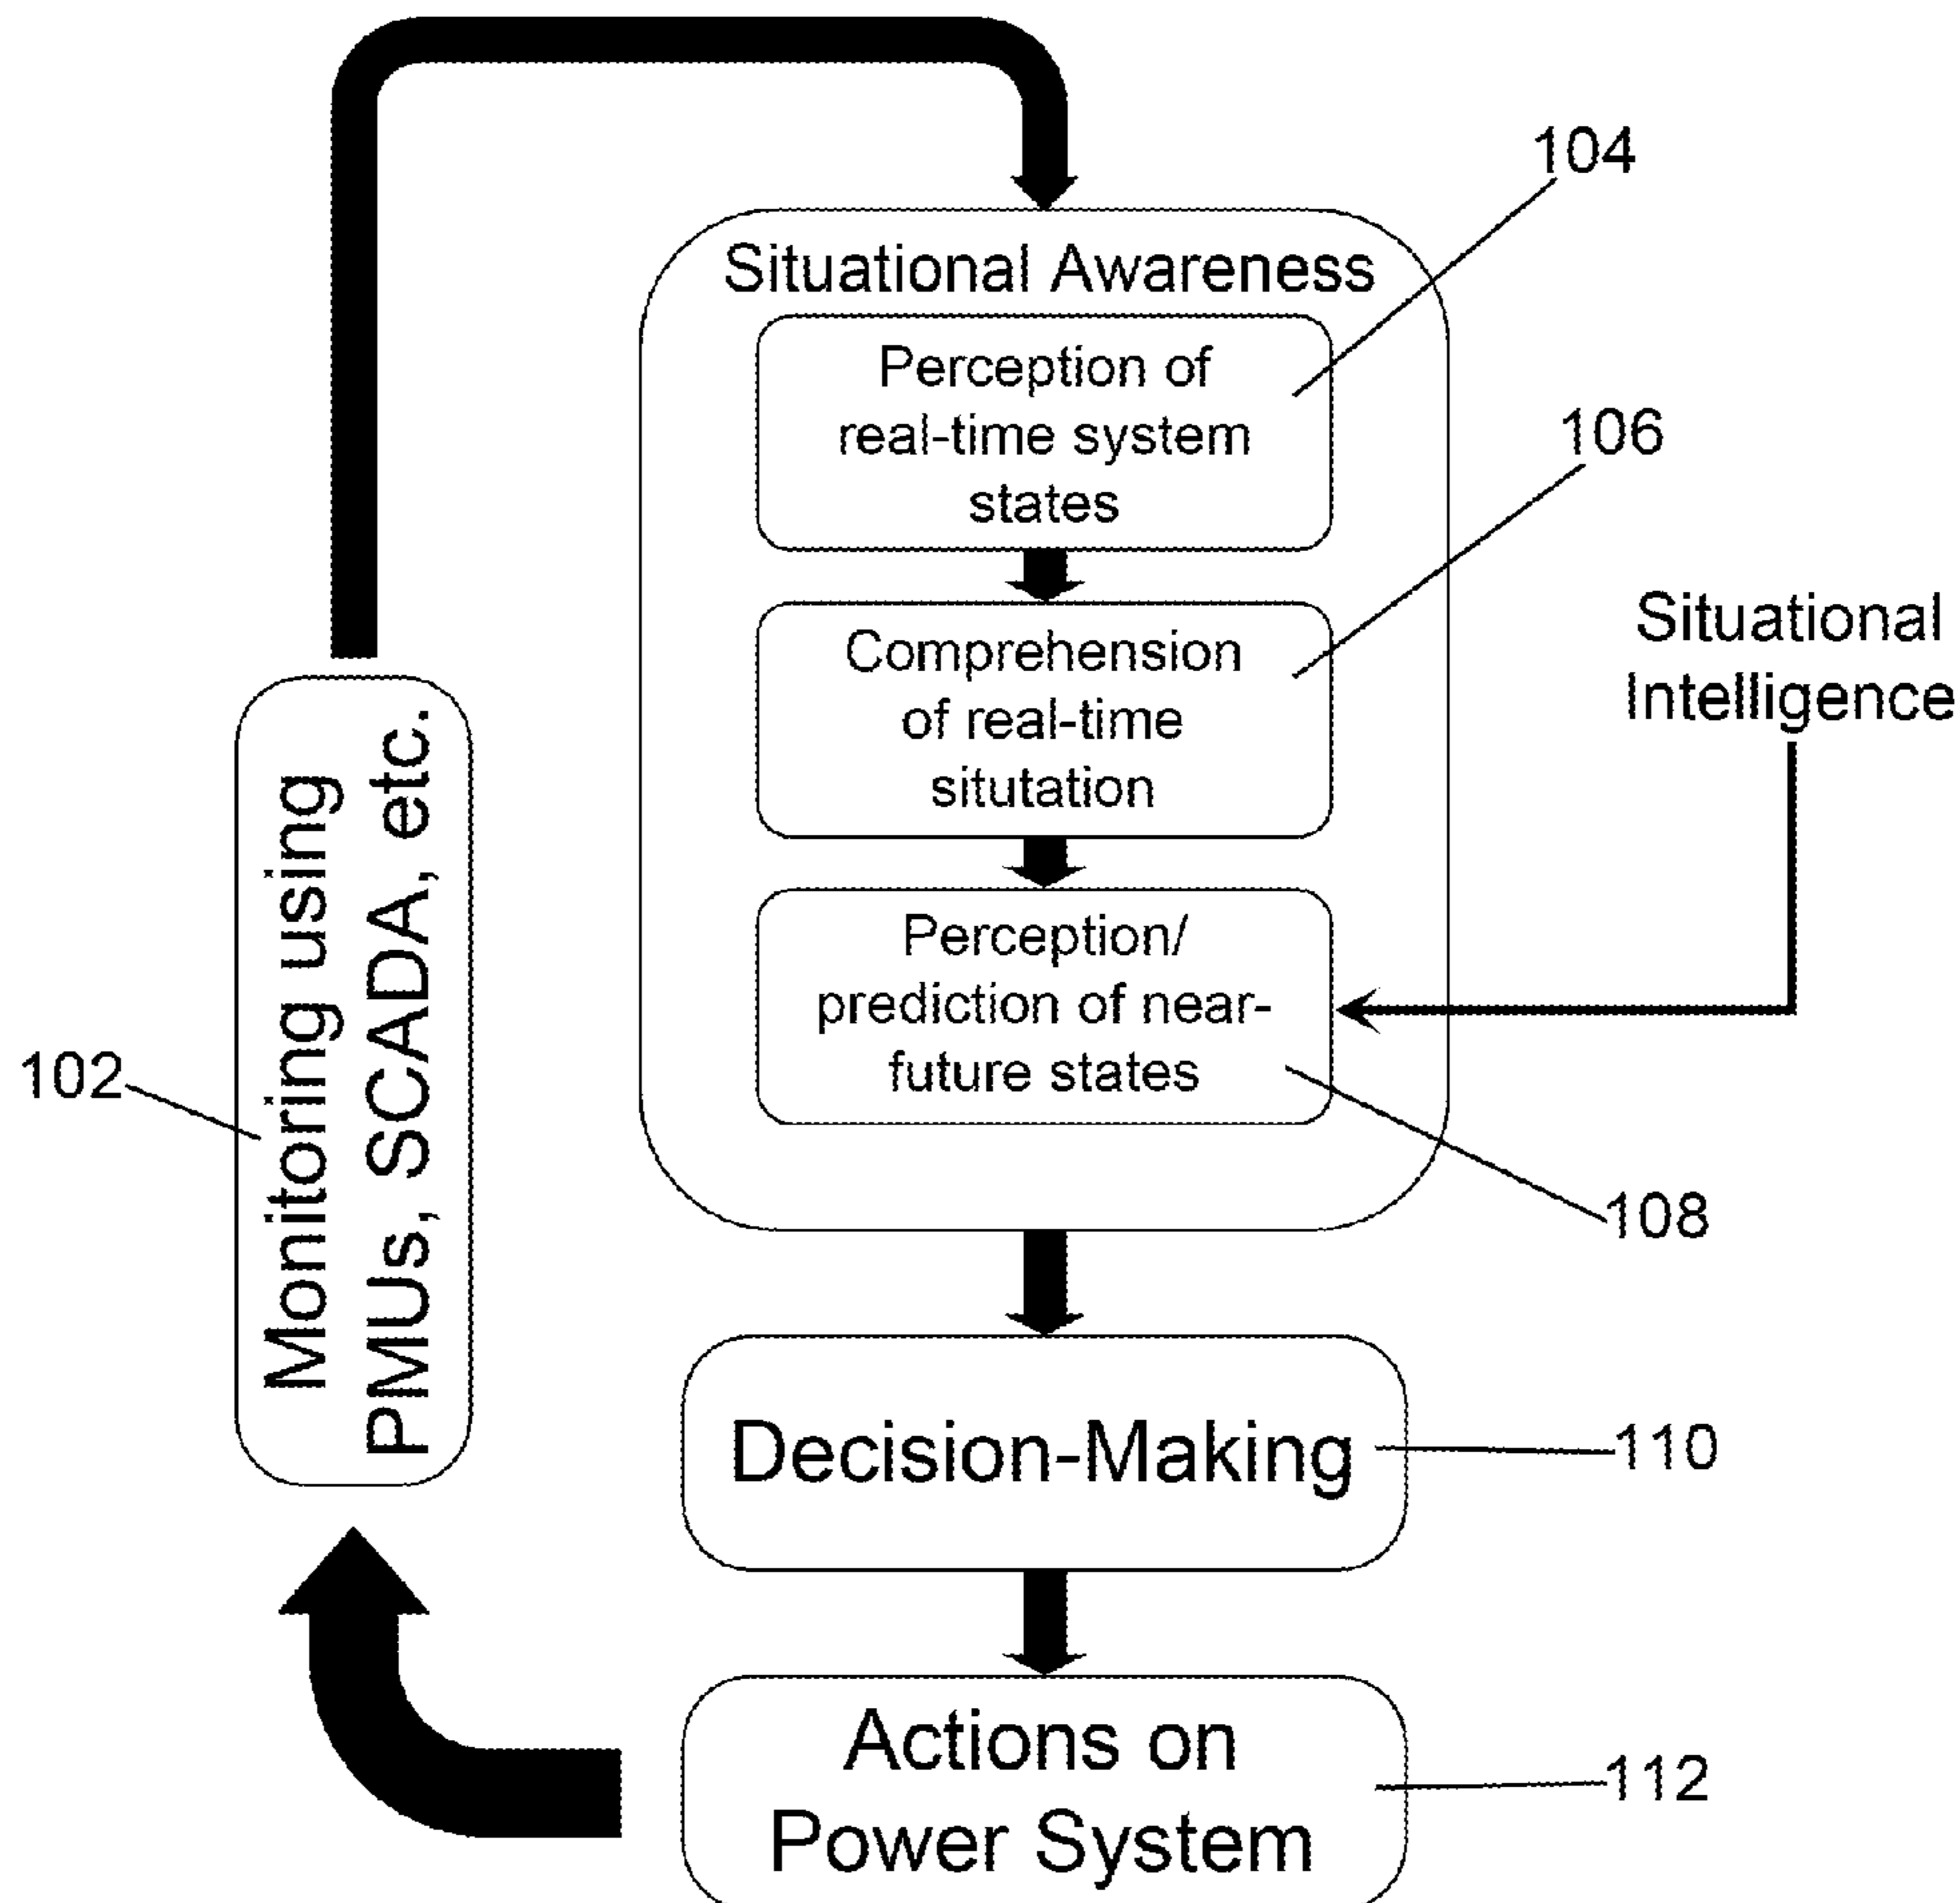 104
Situational Awareness
Perception of
real-time system
states
106
Comprehension
of real-time
situtation
Situational
Intelligence
Perception/
prediction of near-
future states
108
Monitoring using
PMUs, SCADA, etc.
102
Decision-Making
110
Actions on
Power System
112